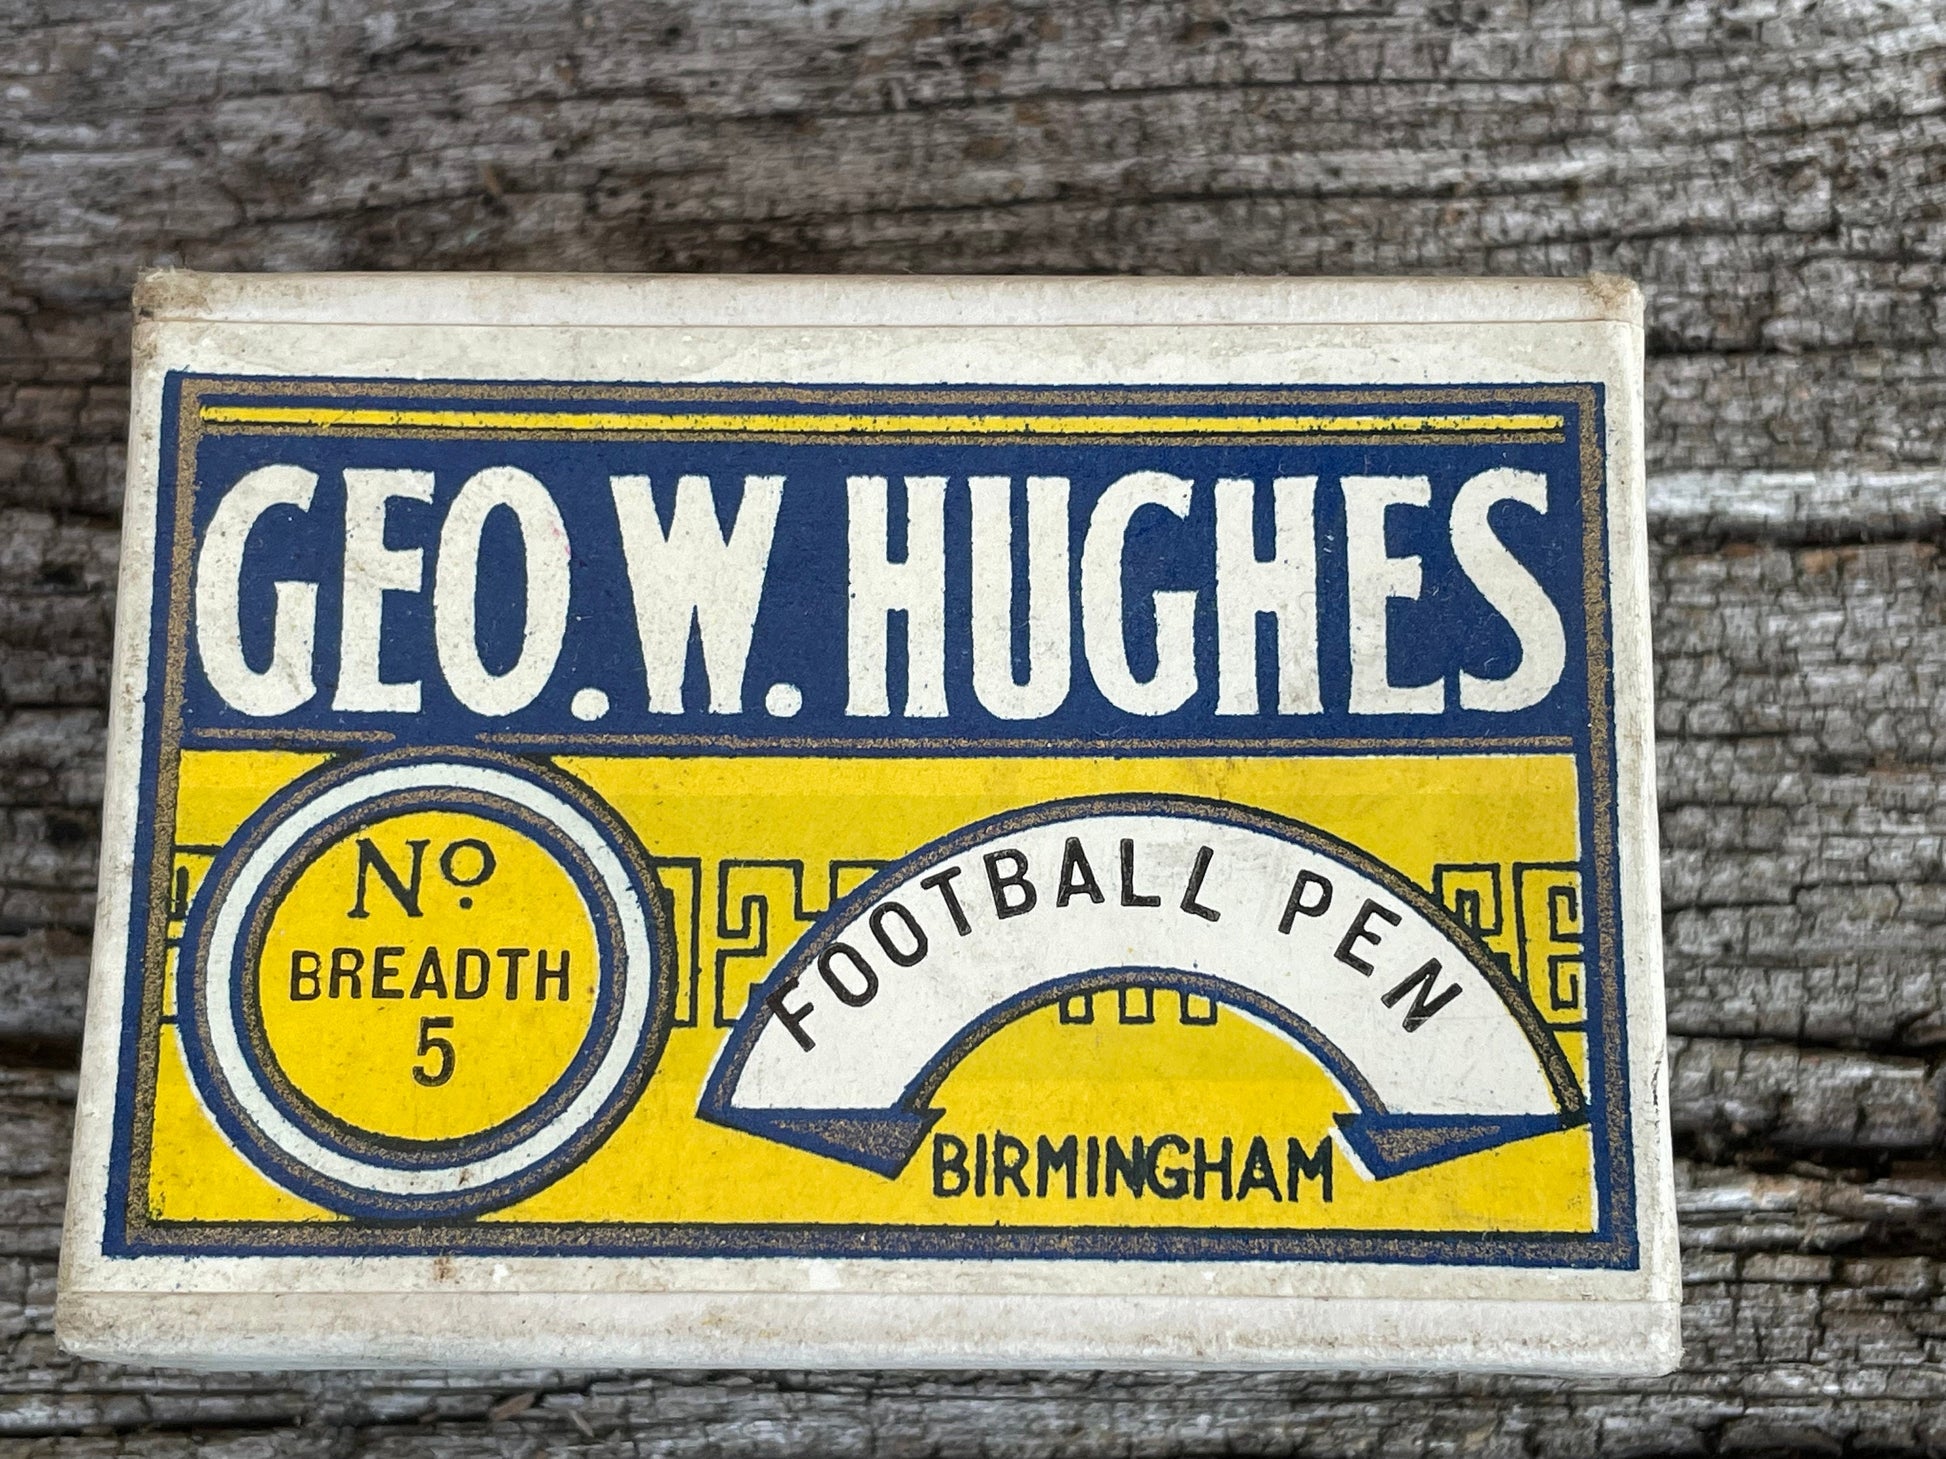 GEO.W.HUGHES
Nº
BREADTH
5
FOOTBALL PEN
BIRMINGHAM